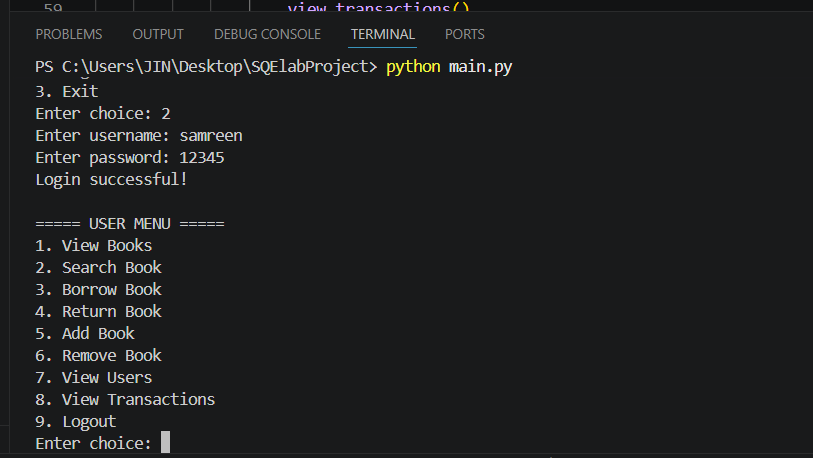 59 view_transactions()
PROBLEMS OUTPUT DEBUG CONSOLE TERMINAL PORTS
PS C:\Users\JIN\Desktop\SQElabProject> python main.py
3. Exit
Enter choice: 2
Enter username: samreen
Enter password: 12345
Login successful!
===== USER MENU =====
1. View Books
2. Search Book
3. Borrow Book
4. Return Book
5. Add Book
6. Remove Book
7. View Users
8. View Transactions
9. Logout
Enter choice: